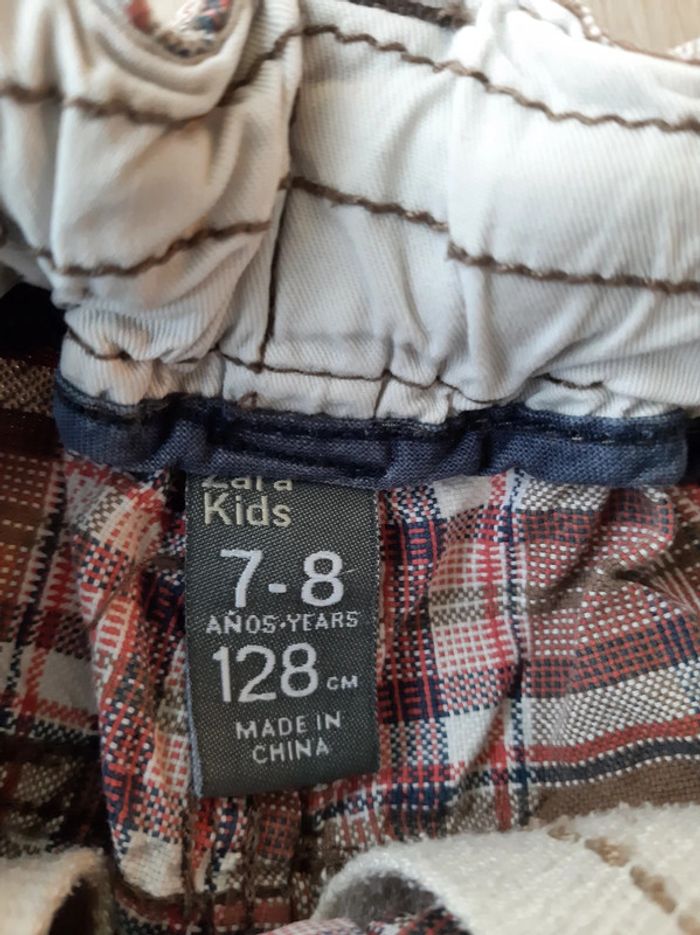 Zara
Kids
7-8
AÑOS-YEARS
128 CM
MADE IN
CHINA